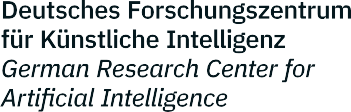 Deutsches Forschungszentrum
für Künstliche Intelligenz
German Research Center for
Artificial Intelligence